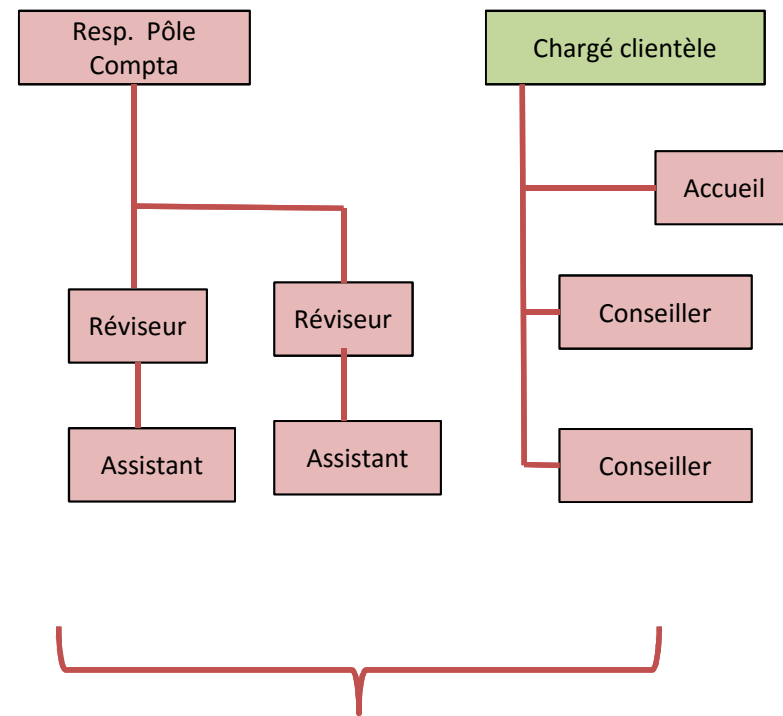 Resp. Pôle
Compta
Chargé clientèle
Accueil
Réviseur
Réviseur
Conseiller
Assistant
Assistant
Conseiller